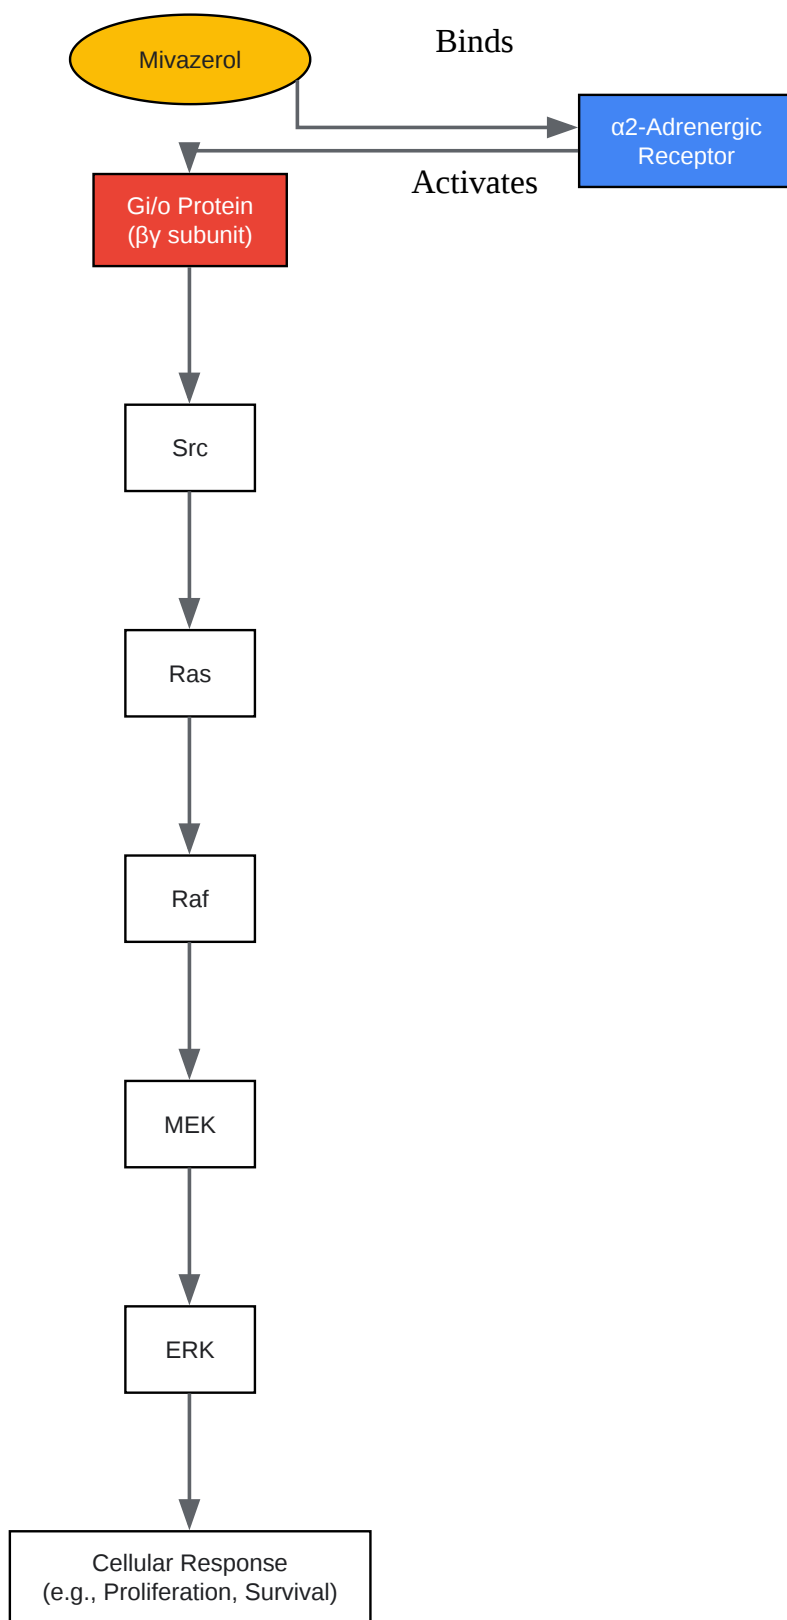 Mivazerol
Binds
α2-Adrenergic
Receptor
Activates
Gi/o Protein
(βγ subunit)
Src
Ras
Raf
MEK
ERK
Cellular Response
(e.g., Proliferation, Survival)